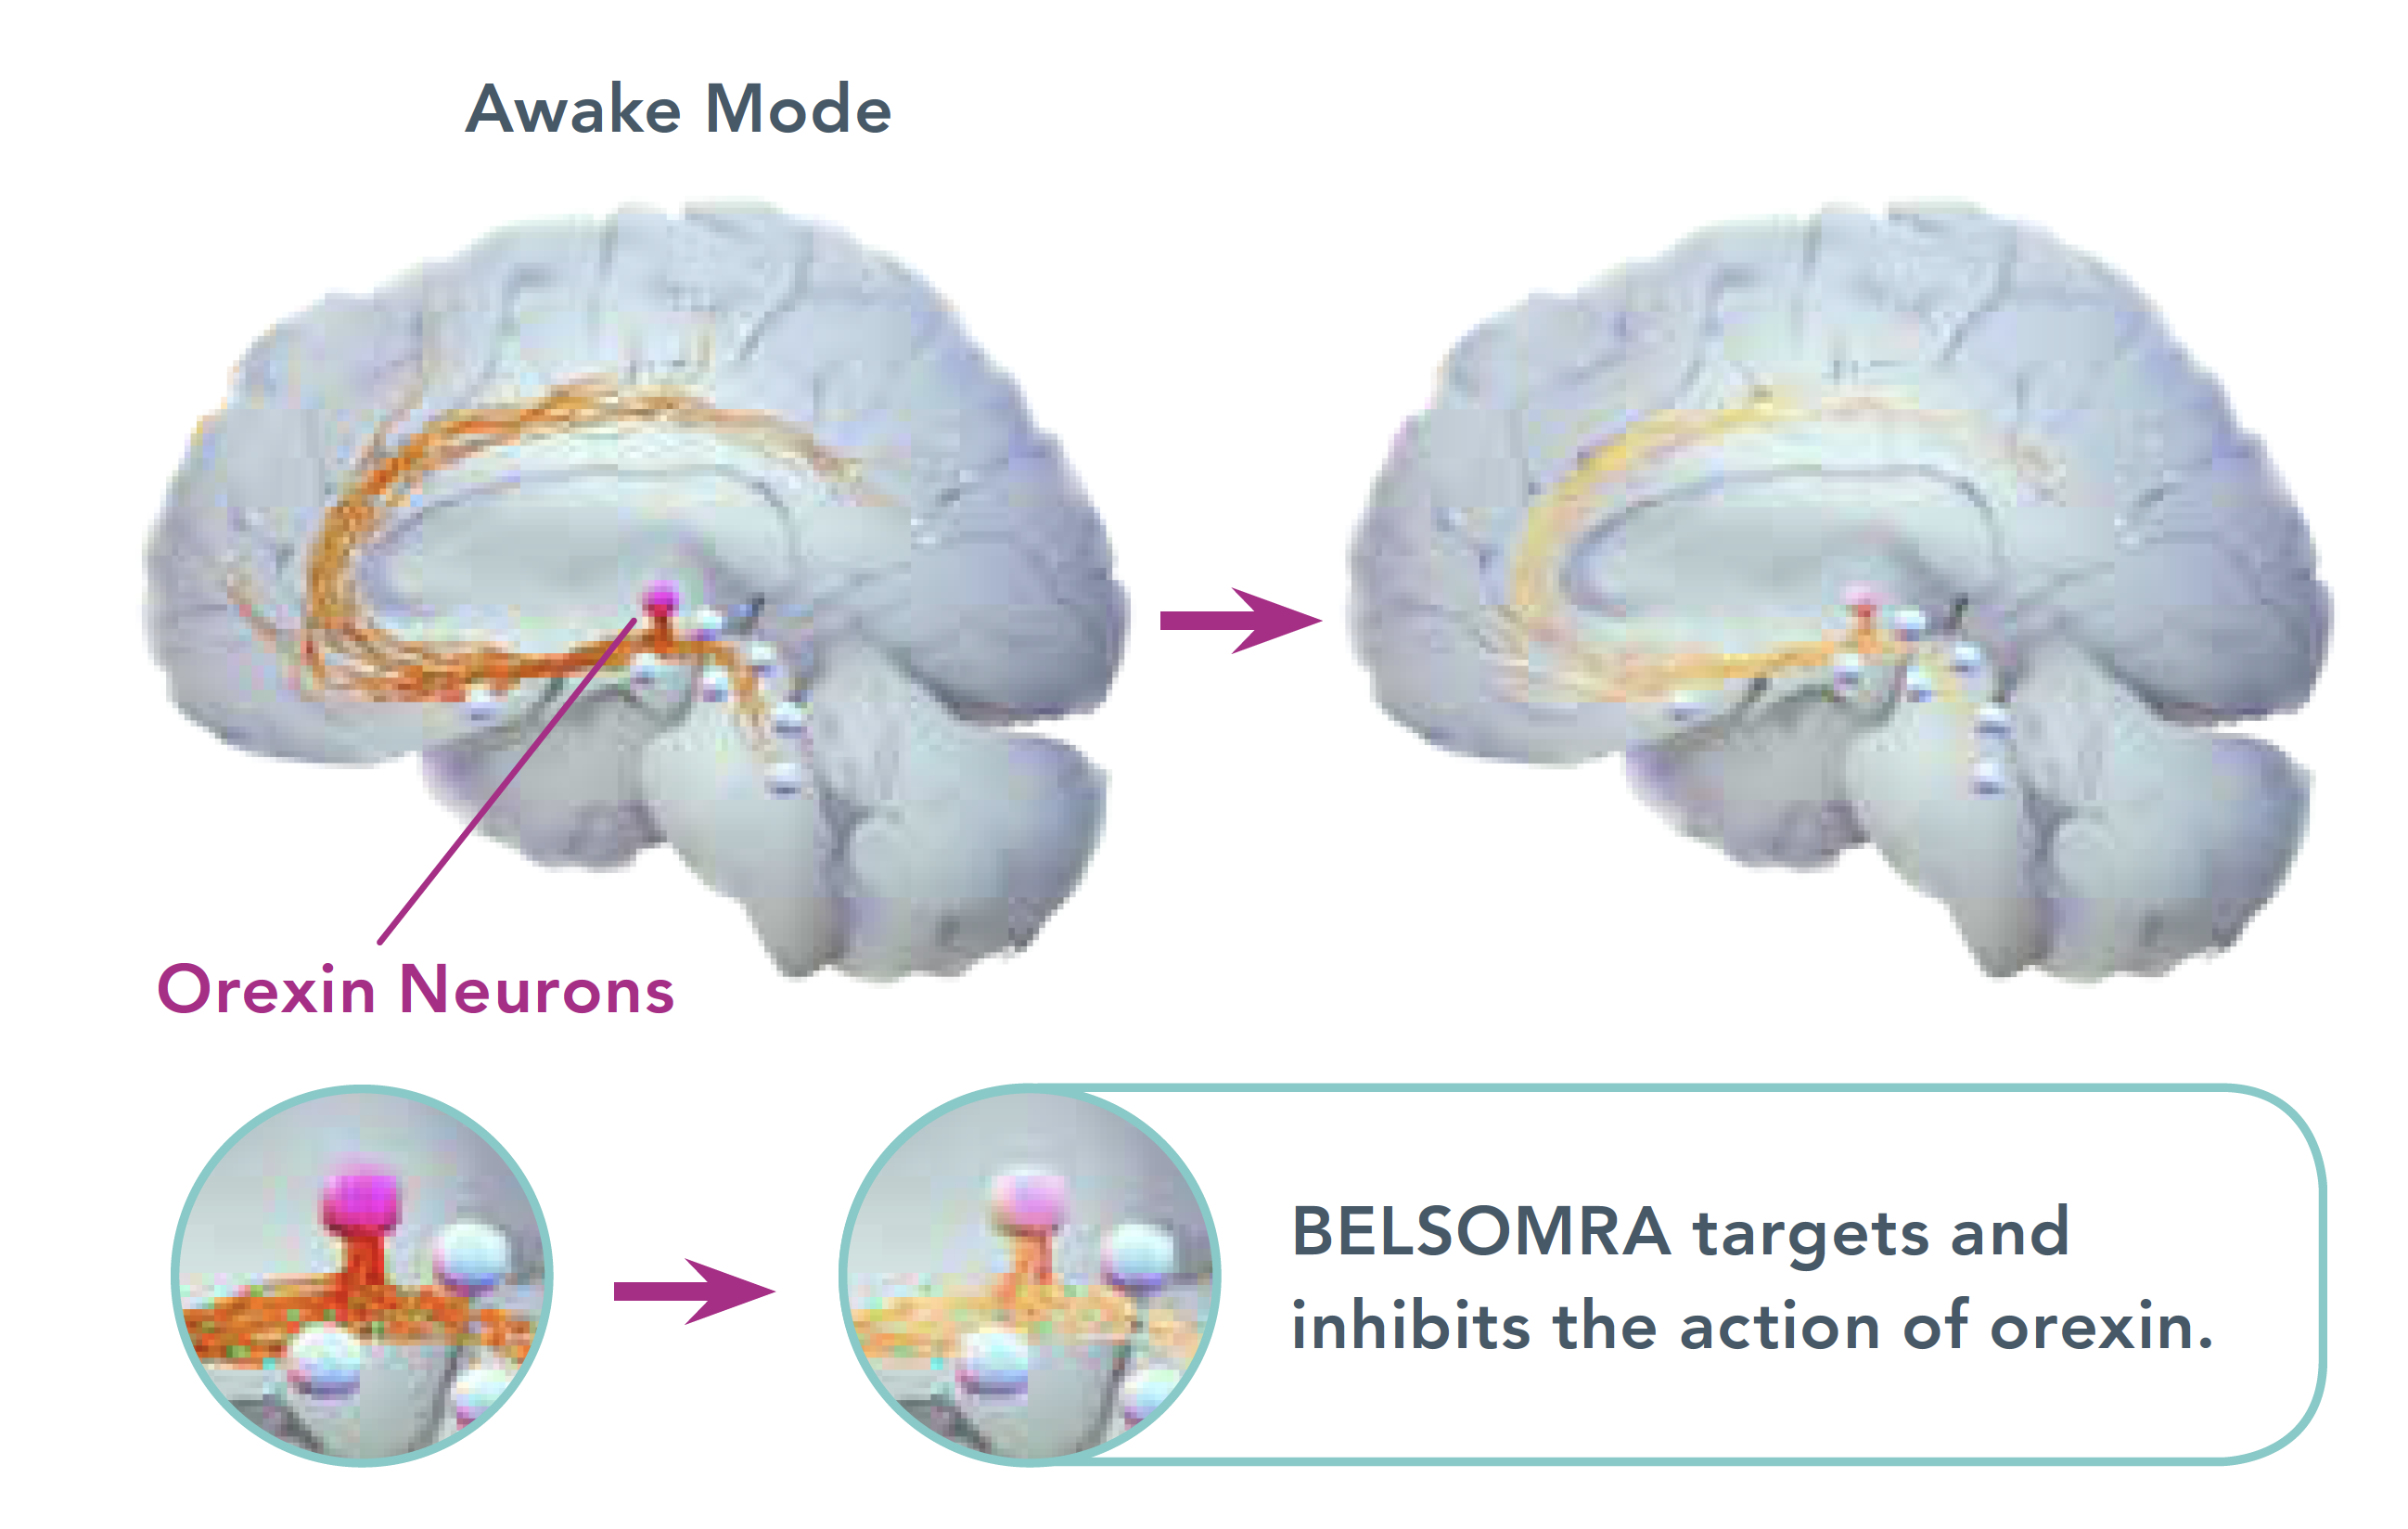 Awake Mode
Orexin Neurons
BELSOMRA targets and
inhibits the action of orexin.